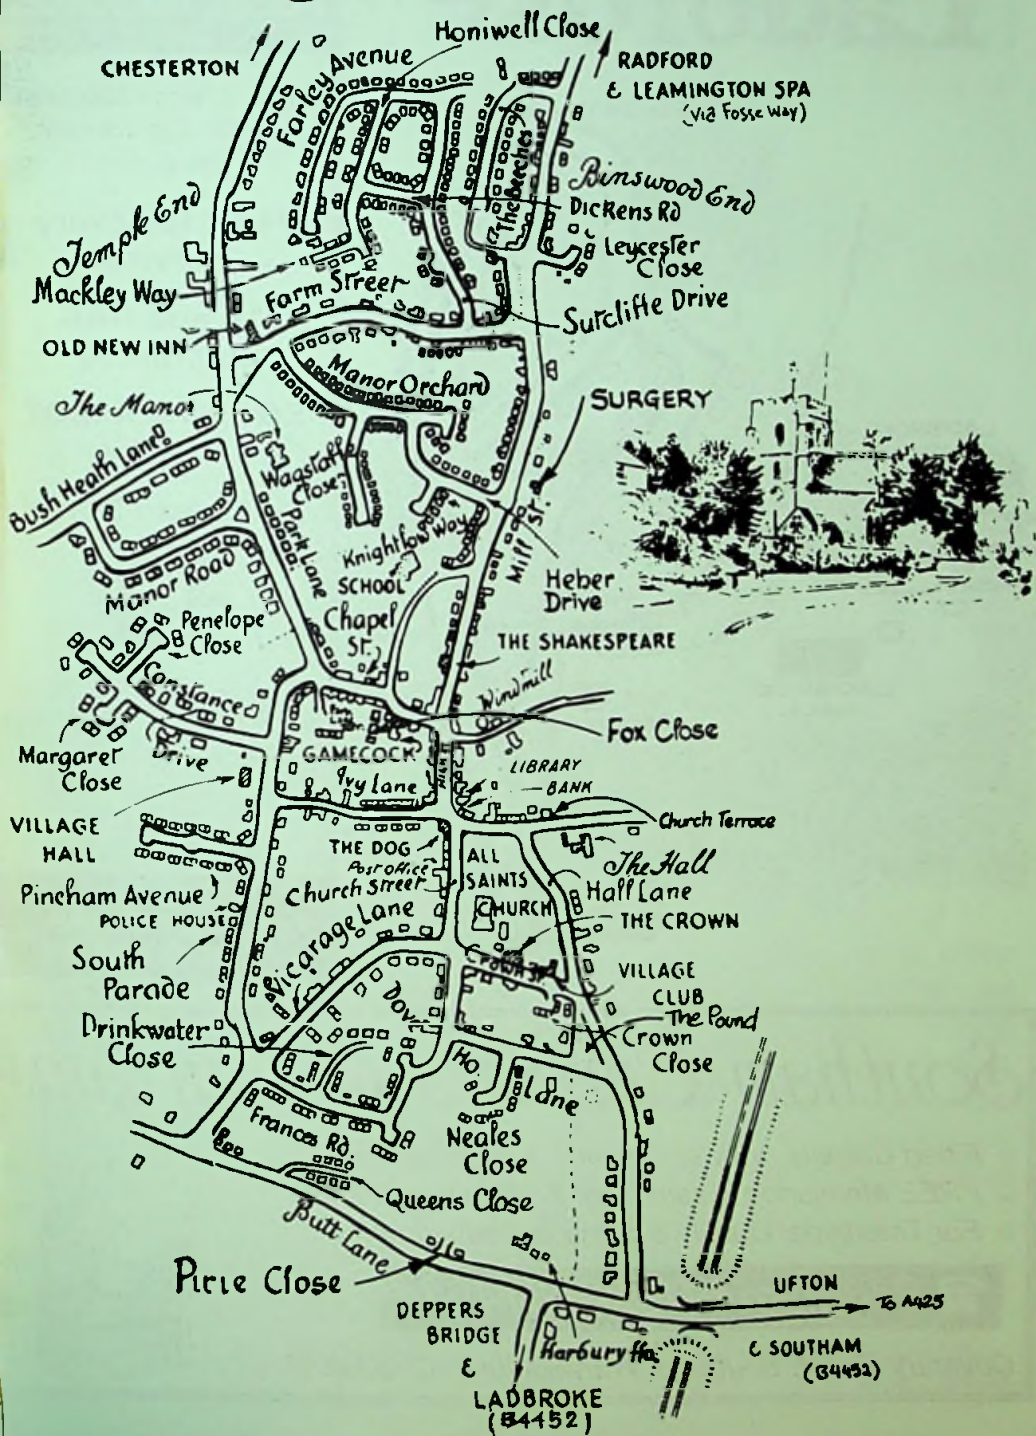 Honiwell Close
CHESTERTON
Farley Avenue
RADFORD
& LEAMINGTON SPA
(Via Fosse Way)
The Beeches
Binswood End
Dickens Rd
Temple End
Leycester
Close
Mackley Way
Farm Street
Sutcliffe Drive
OLD NEW INN
Manor Orchard
The Manor
SURGERY
Bush Heath Lane
Wagstaff
Close
Park Lane
Knightlow Way
Mill St.
Manor Road
SCHOOL
Heber
Drive
Chapel
St.
Penelope
Close
THE SHAKESPEARE
Constance
Drive
Windmill
Fox Close
Margaret
Close
GAMECOCK
HIGH
LIBRARY
BANK
Ivy Lane
VILLAGE
HALL
Church Terrace
THE DOG
Post Office
ALL
SAINTS
CHURCH
The Hall
Hall Lane
Pincham Avenue
Church Street
POLICE HOUSE
THE CROWN
Vicarage Lane
South
Parade
VILLAGE
CLUB
Dove
Ho.
Lane
The Pound
Crown
Close
Drinkwater
Close
Frances Rd.
Neales
Close
Queens Close
Butt Lane
Pirie Close
UFTON
To A425
DEPPERS
BRIDGE
&
LADBROKE
(B4452)
Harbury Ho.
& SOUTHAM
(B4452)